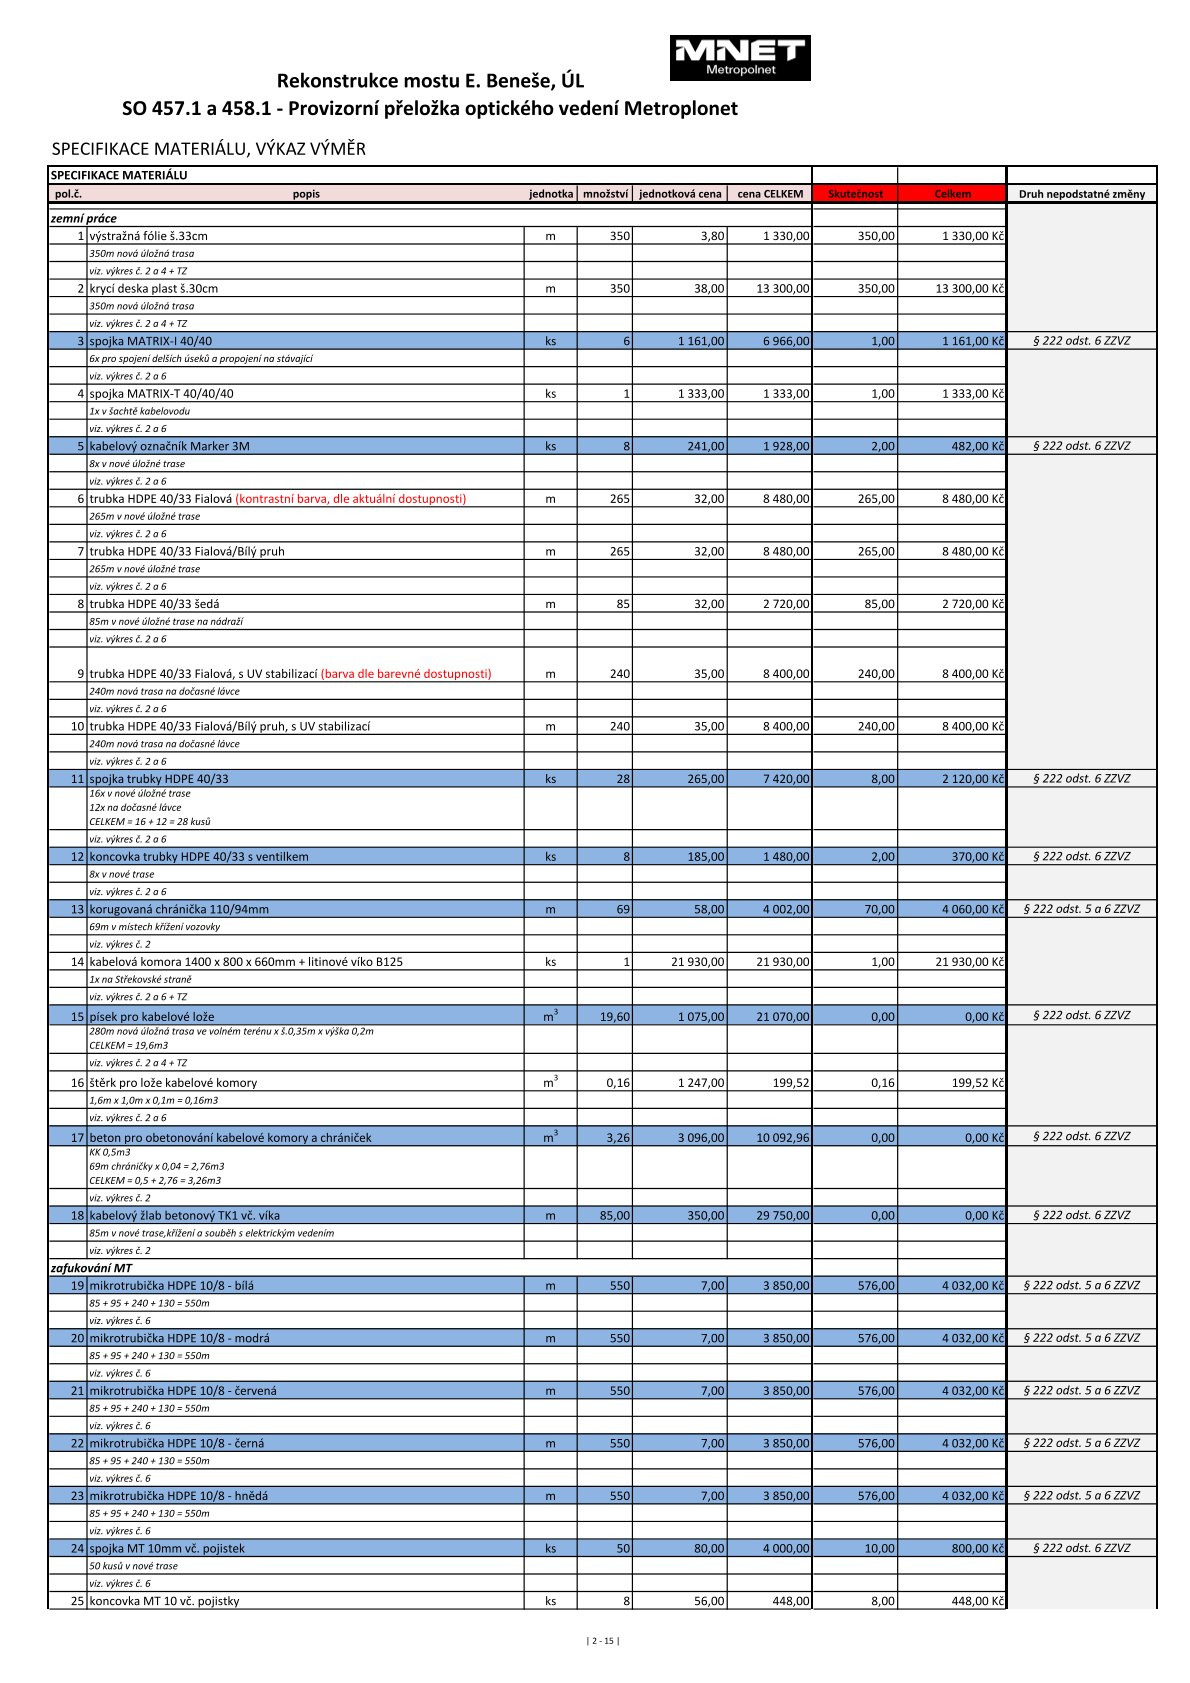 MNET
Metropolnet
Rekonstrukce mostu E. Beneše, ÚL
SO 457.1 a 458.1 - Provizorní přeložka optického vedení Metroplonet
SPECIFIKACE MATERIÁLU, VÝKAZ VÝMĚR
SPECIFIKACE MATERIÁLU
pol.č. popis jednotka množství jednotková cena cena CELKEM Skutečnost Celkem Druh nepodstatné změny
zemní práce
1 výstražná fólie š.33cm m 350 3,80 1 330,00 350,00 1 330,00 Kč
350m nová úložná trasa
viz. výkres č. 2 a 4 + TZ
2 krycí deska plast š.30cm m 350 38,00 13 300,00 350,00 13 300,00 Kč
350m nová úložná trasa
viz. výkres č. 2 a 4 + TZ
3 spojka MATRIX-I 40/40 ks 6 1 161,00 6 966,00 1,00 1 161,00 Kč § 222 odst. 6 ZZVZ
6x pro spojení delších úseků a propojení na stávající
viz. výkres č. 2 a 6
4 spojka MATRIX-T 40/40/40 ks 1 1 333,00 1 333,00 1,00 1 333,00 Kč
1x v šachtě kabelovodu
viz. výkres č. 2 a 6
5 kabelový označník Marker 3M ks 8 241,00 1 928,00 2,00 482,00 Kč § 222 odst. 6 ZZVZ
8x v nové úložné trase
viz. výkres č. 2 a 6
6 trubka HDPE 40/33 Fialová (kontrastní barva, dle aktuální dostupnosti) m 265 32,00 8 480,00 265,00 8 480,00 Kč
265m v nové úložné trase
viz. výkres č. 2 a 6
7 trubka HDPE 40/33 Fialová/Bílý pruh m 265 32,00 8 480,00 265,00 8 480,00 Kč
265m v nové úložné trase
viz. výkres č. 2 a 6
8 trubka HDPE 40/33 šedá m 85 32,00 2 720,00 85,00 2 720,00 Kč
85m v nové úložné trase na nádraží
viz. výkres č. 2 a 6
9 trubka HDPE 40/33 Fialová, s UV stabilizací (barva dle barevné dostupnosti) m 240 35,00 8 400,00 240,00 8 400,00 Kč
240m nová trasa na dočasné lávce
viz. výkres č. 2 a 6
10 trubka HDPE 40/33 Fialová/Bílý pruh, s UV stabilizací m 240 35,00 8 400,00 240,00 8 400,00 Kč
240m nová trasa na dočasné lávce
viz. výkres č. 2 a 6
11 spojka trubky HDPE 40/33 ks 28 265,00 7 420,00 8,00 2 120,00 Kč § 222 odst. 6 ZZVZ
16x v nové úložné trase
12x na dočasné lávce
CELKEM = 16 + 12 = 28 kusů
viz. výkres č. 2 a 6
12 koncovka trubky HDPE 40/33 s ventilkem ks 8 185,00 1 480,00 2,00 370,00 Kč § 222 odst. 6 ZZVZ
8x v nové trase
viz. výkres č. 2 a 6
13 korugovaná chránička 110/94mm m 69 58,00 4 002,00 70,00 4 060,00 Kč § 222 odst. 5 a 6 ZZVZ
69m v místech křížení vozovky
viz. výkres č. 2
14 kabelová komora 1400 x 800 x 660mm + litinové víko B125 ks 1 21 930,00 21 930,00 1,00 21 930,00 Kč
1x na Střekovské straně
viz. výkres č. 2 a 6 + TZ
15 písek pro kabelové lože m3 19,60 1 075,00 21 070,00 0,00 0,00 Kč § 222 odst. 6 ZZVZ
280m nová úložná trasa ve volném terénu x š.0,35m x výška 0,2m
CELKEM = 19,6m3
viz. výkres č. 2 a 4 + TZ
16 štěrk pro lože kabelové komory m3 0,16 1 247,00 199,52 0,16 199,52 Kč
1,6m x 1,0m x 0,1m = 0,16m3
viz. výkres č. 2 a 6
17 beton pro obetonování kabelové komory a chrániček m3 3,26 3 096,00 10 092,96 0,00 0,00 Kč § 222 odst. 6 ZZVZ
KK 0,5m3
69m chráničky x 0,04 = 2,76m3
CELKEM = 0,5 + 2,76 = 3,26m3
viz. výkres č. 2
18 kabelový žlab betonový TK1 vč. víka m 85,00 350,00 29 750,00 0,00 0,00 Kč § 222 odst. 6 ZZVZ
85m v nové trase,křížení a souběh s elektrickým vedením
viz. výkres č. 2
zafukování MT
19 mikrotrubička HDPE 10/8 - bílá m 550 7,00 3 850,00 576,00 4 032,00 Kč § 222 odst. 5 a 6 ZZVZ
85 + 95 + 240 + 130 = 550m
viz. výkres č. 6
20 mikrotrubička HDPE 10/8 - modrá m 550 7,00 3 850,00 576,00 4 032,00 Kč § 222 odst. 5 a 6 ZZVZ
85 + 95 + 240 + 130 = 550m
viz. výkres č. 6
21 mikrotrubička HDPE 10/8 - červená m 550 7,00 3 850,00 576,00 4 032,00 Kč § 222 odst. 5 a 6 ZZVZ
85 + 95 + 240 + 130 = 550m
viz. výkres č. 6
22 mikrotrubička HDPE 10/8 - černá m 550 7,00 3 850,00 576,00 4 032,00 Kč § 222 odst. 5 a 6 ZZVZ
85 + 95 + 240 + 130 = 550m
viz. výkres č. 6
23 mikrotrubička HDPE 10/8 - hnědá m 550 7,00 3 850,00 576,00 4 032,00 Kč § 222 odst. 5 a 6 ZZVZ
85 + 95 + 240 + 130 = 550m
viz. výkres č. 6
24 spojka MT 10mm vč. pojistek ks 50 80,00 4 000,00 10,00 800,00 Kč § 222 odst. 6 ZZVZ
50 kusů v nové trase
viz. výkres č. 6
25 koncovka MT 10 vč. pojistky ks 8 56,00 448,00 8,00 448,00 Kč
| 2 - 15 |